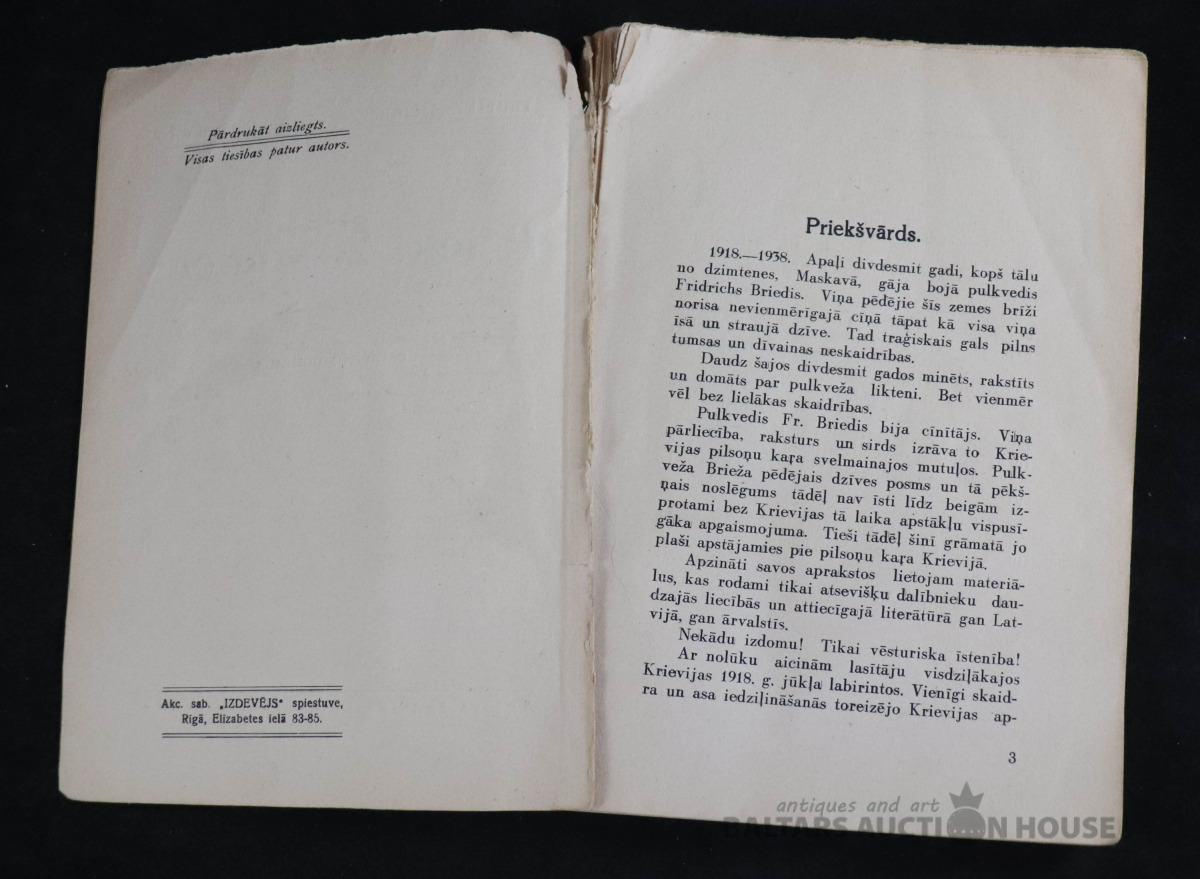 Pārdrukāt aizliegts.
Visas tiesības patur autors.
Akc. sab. „IZDEVĒJS“ spiestuve,
Rīgā, Elizabetes ielā 83-85.
Priekšvārds.
1918.—1938. Apaļi divdesmit gadi, kopš tālu
no dzimtenes, Maskavā, gāja bojā pulkvedis
Fridrichs Briedis. Viņa pēdējie šīs zemes brīži
norisa nevienmērīgajā cīņā tāpat kā visa viņa
īsā un straujā dzīve. Tad traģiskais gals pilns
tumsas un dīvainas neskaidrības.
Daudz šajos divdesmit gados minēts, rakstīts
un domāts par pulkveža likteni. Bet vienmēr
vēl bez lielākas skaidrības.
Pulkvedis Fr. Briedis bija cīnītājs. Viņa
pārliecība, raksturs un sirds izrāva to Krie-
vijas pilsoņu kaŗa svelmainajos mutuļos. Pulk-
veža Brieža pēdējais dzīves posms un tā pēkš-
ņais noslēgums tādēļ nav īsti līdz beigām iz-
protami bez Krievijas tā laika apstākļu vispusī-
gāka apgaismojuma. Tieši tādēļ šinī grāmatā jo
plaši apstājamies pie pilsoņu kaŗa Krievijā.
Apzināti savos aprakstos lietojam materiā-
lus, kas rodami tikai atsevišķu dalībnieku dau-
dzajās liecībās un attiecīgajā literātūrā gan Lat-
vijā, gan ārvalstīs.
Nekādu izdomu! Tikai vēsturiska īstenība!
Ar nolūku aicinām lasītāju visdziļākajos
Krievijas 1918. g. jūkļa labirintos. Vienīgi skaid-
ra un asa iedziļināšanās toreizējo Krievijas ap-
3
antiques and art
BALTARS AUCTION HOUSE